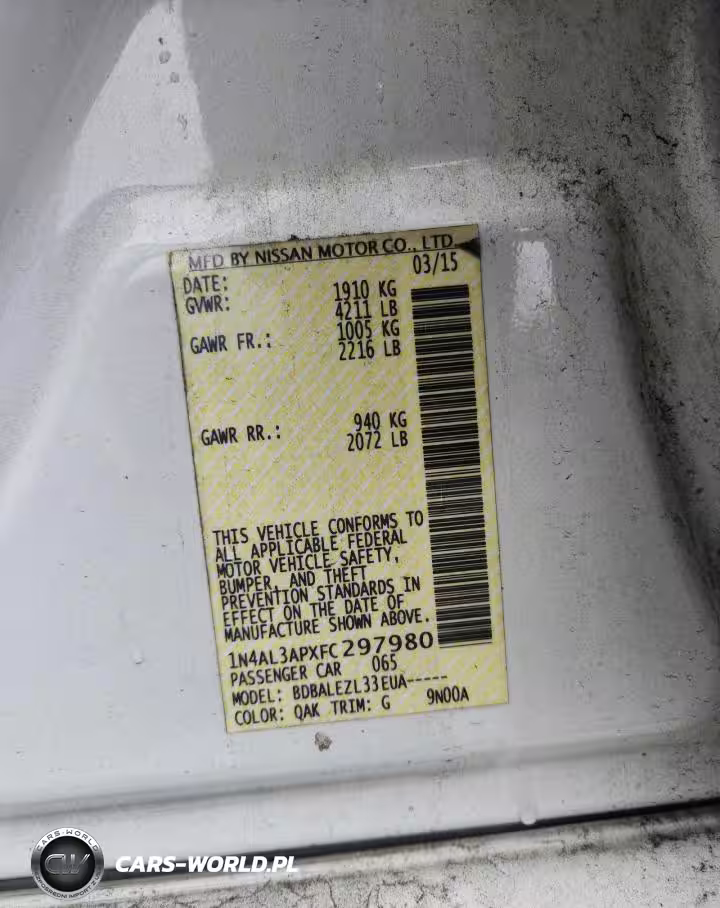 MFD BY NISSAN MOTOR CO., LTD.
DATE: 03/15
GVWR: 1910 KG
4211 LB
GAWR FR.: 1005 KG
2216 LB
GAWR RR.: 940 KG
2072 LB
THIS VEHICLE CONFORMS TO
ALL APPLICABLE FEDERAL
MOTOR VEHICLE SAFETY,
BUMPER, AND THEFT
PREVENTION STANDARDS IN
EFFECT ON THE DATE OF
MANUFACTURE SHOWN ABOVE.
1N4AL3APXFC297980
PASSENGER CAR 065
MODEL: BDBALEZL33EUA-----
COLOR: QAK TRIM: G 9N00A
CARS-WORLD
CW
CARS-WORLD.PL